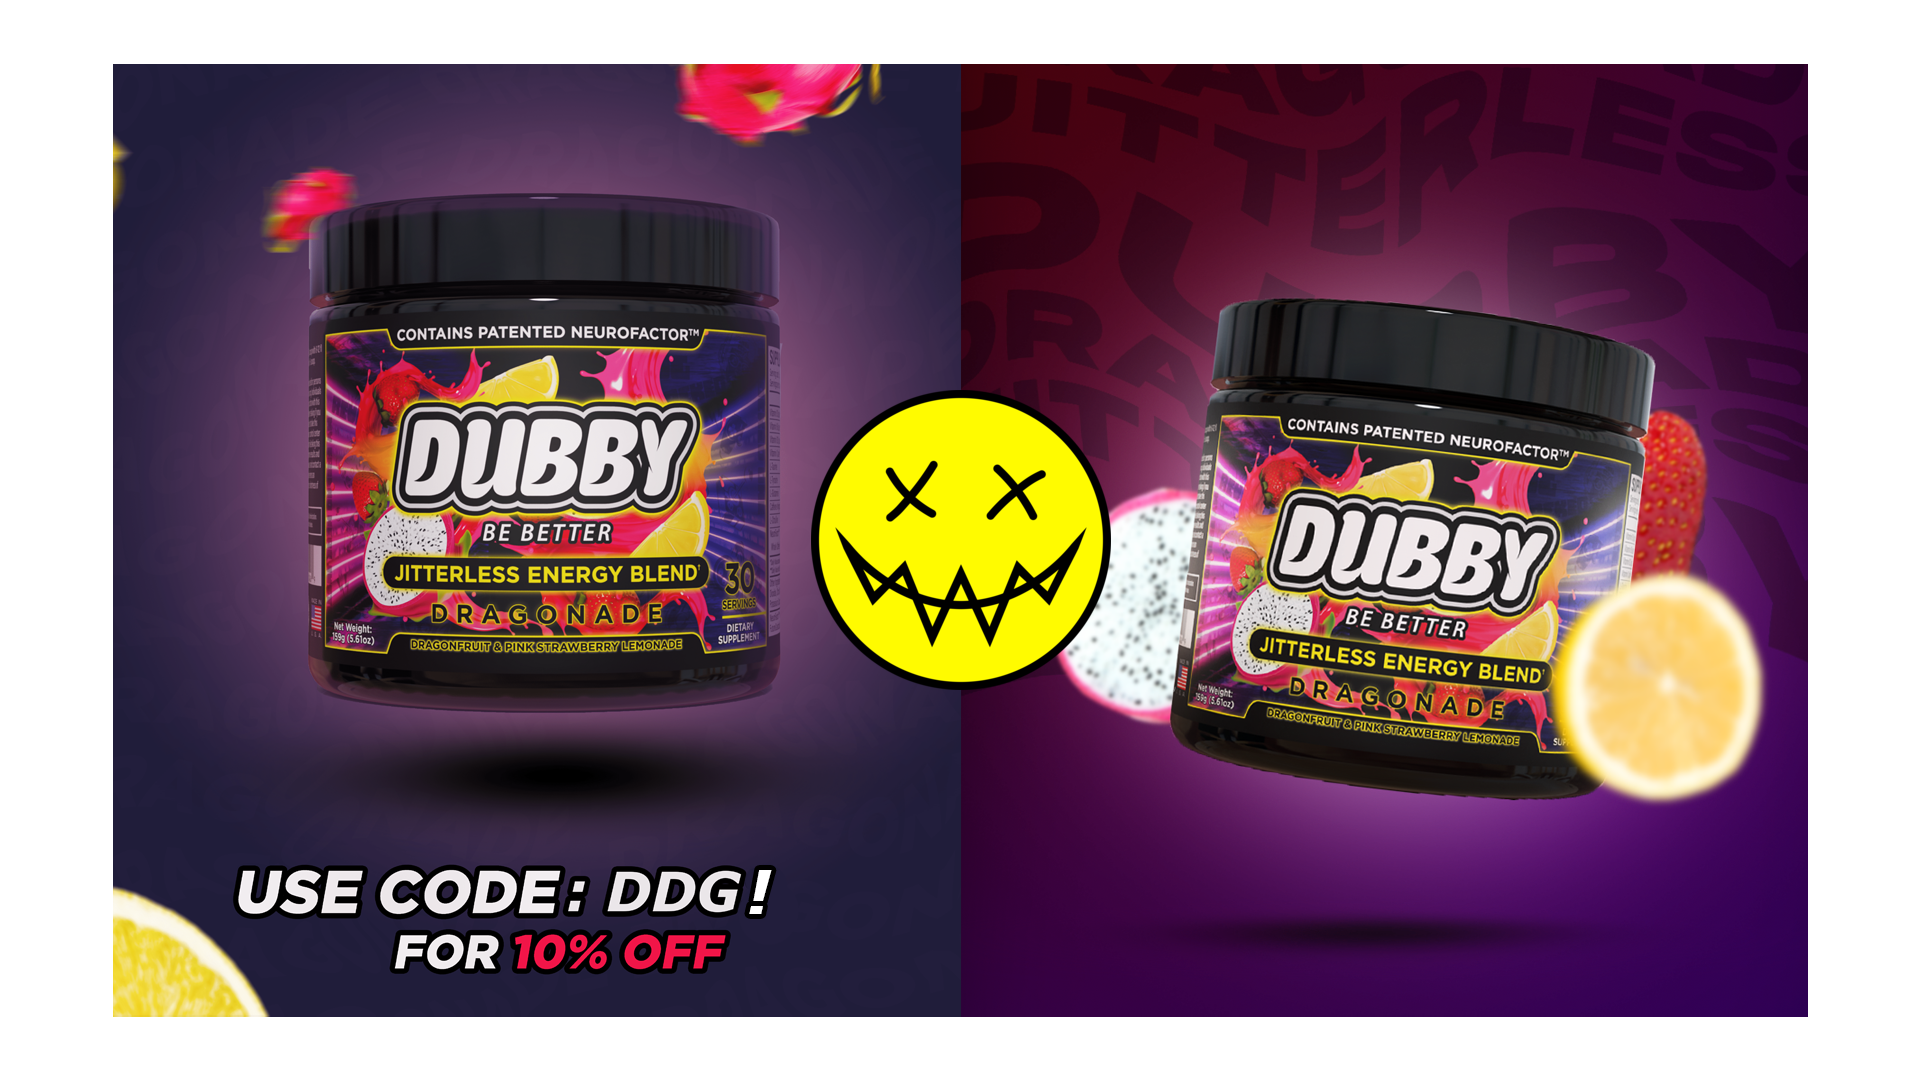 CONTAINS PATENTED NEUROFACTOR™
DUBBY
BE BETTER
JITTERLESS ENERGY BLEND†
30
SERVINGS
DRAGONADE
DIETARY
SUPPLEMENT
Net Weight:
159g (5.61oz)
DRAGONFRUIT & PINK STRAWBERRY LEMONADE
USE CODE: DDG!
FOR 10% OFF
JITTERLESS
CONTAINS PATENTED NEUROFACTOR™
DUBBY
BE BETTER
JITTERLESS ENERGY BLEND†
DRAGONADE
Net Weight:
159g (5.61oz)
DRAGONFRUIT & PINK STRAWBERRY LEMONADE